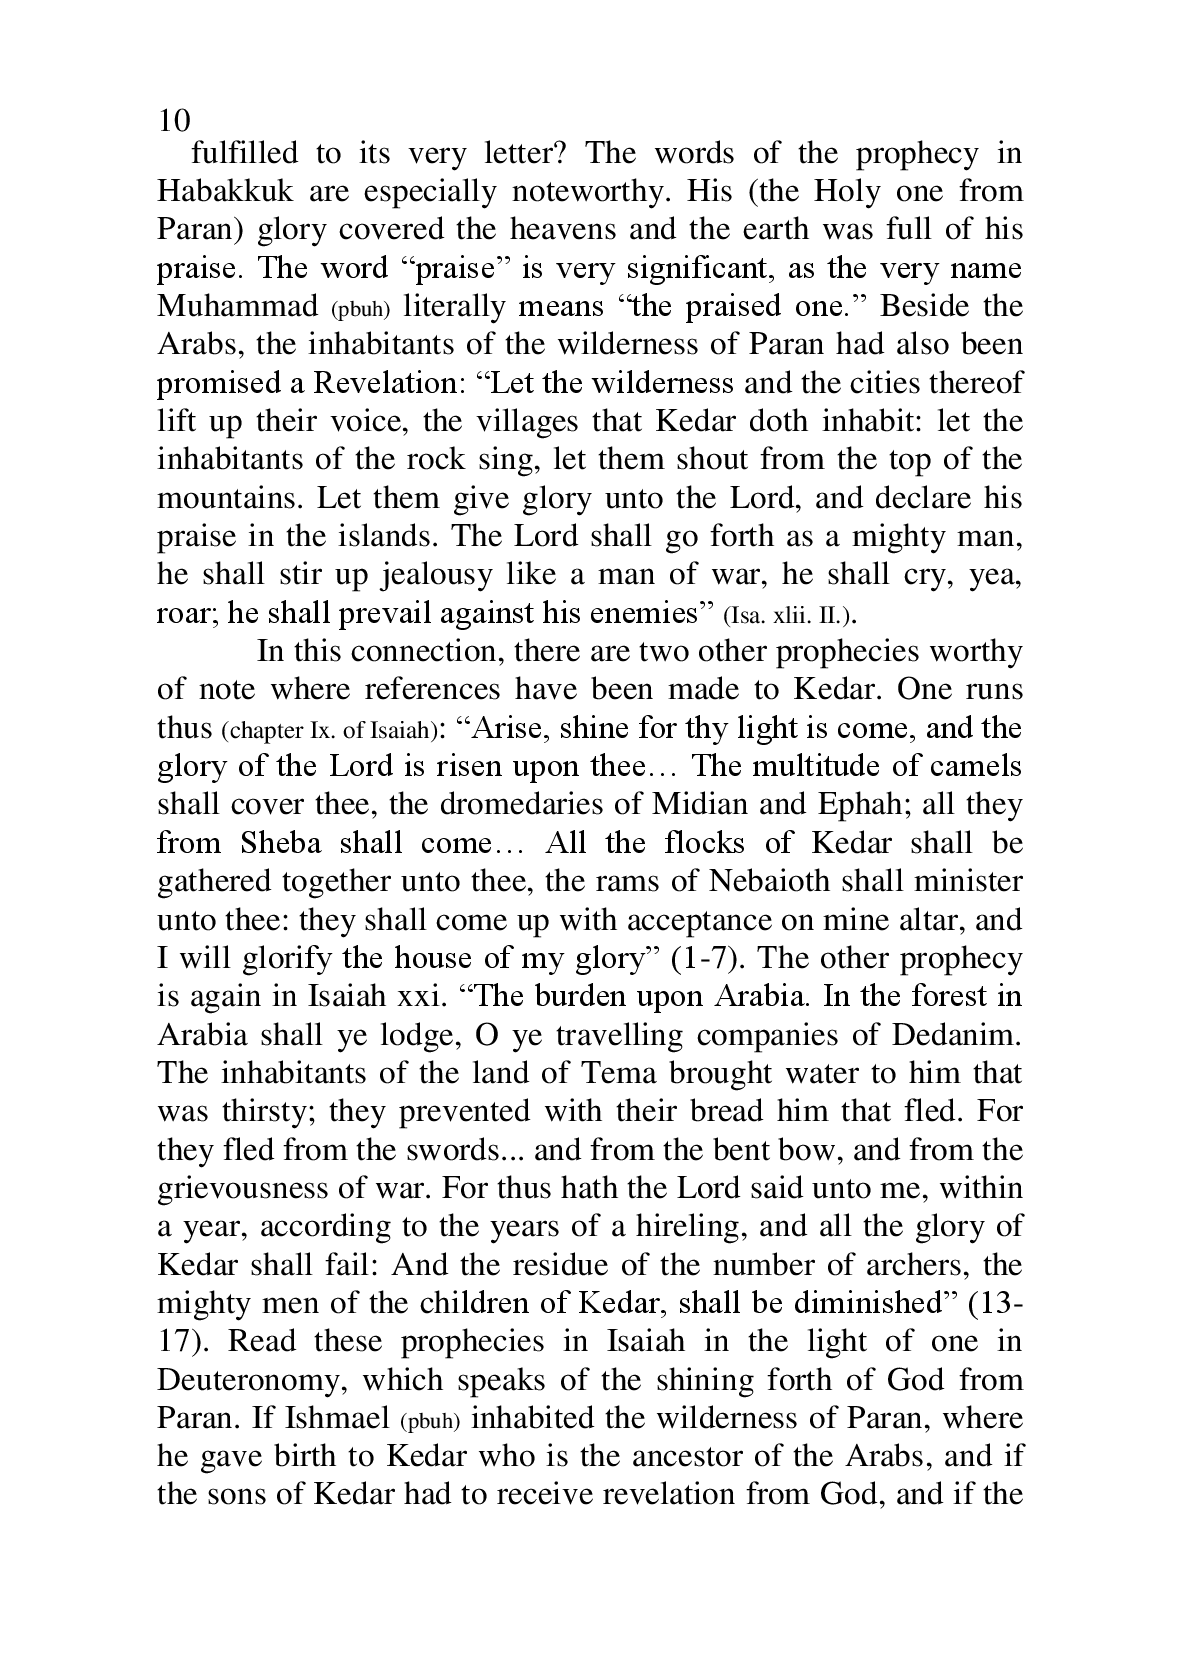 10
fulfilled to its very letter? The words of the prophecy in
Habakkuk are especially noteworthy. His (the Holy one from
Paran) glory covered the heavens and the earth was full of his
praise. The word “praise” is very significant, as the very name
Muhammad (pbuh) literally means “the praised one.” Beside the
Arabs, the inhabitants of the wilderness of Paran had also been
promised a Revelation: “Let the wilderness and the cities thereof
lift up their voice, the villages that Kedar doth inhabit: let the
inhabitants of the rock sing, let them shout from the top of the
mountains. Let them give glory unto the Lord, and declare his
praise in the islands. The Lord shall go forth as a mighty man,
he shall stir up jealousy like a man of war, he shall cry, yea,
roar; he shall prevail against his enemies” (Isa. xlii. II.).
In this connection, there are two other prophecies worthy
of note where references have been made to Kedar. One runs
thus (chapter Ix. of Isaiah): “Arise, shine for thy light is come, and the
glory of the Lord is risen upon thee… The multitude of camels
shall cover thee, the dromedaries of Midian and Ephah; all they
from Sheba shall come… All the flocks of Kedar shall be
gathered together unto thee, the rams of Nebaioth shall minister
unto thee: they shall come up with acceptance on mine altar, and
I will glorify the house of my glory” (1-7). The other prophecy
is again in Isaiah xxi. “The burden upon Arabia. In the forest in
Arabia shall ye lodge, O ye travelling companies of Dedanim.
The inhabitants of the land of Tema brought water to him that
was thirsty; they prevented with their bread him that fled. For
they fled from the swords... and from the bent bow, and from the
grievousness of war. For thus hath the Lord said unto me, within
a year, according to the years of a hireling, and all the glory of
Kedar shall fail: And the residue of the number of archers, the
mighty men of the children of Kedar, shall be diminished” (13-
17). Read these prophecies in Isaiah in the light of one in
Deuteronomy, which speaks of the shining forth of God from
Paran. If Ishmael (pbuh) inhabited the wilderness of Paran, where
he gave birth to Kedar who is the ancestor of the Arabs, and if
the sons of Kedar had to receive revelation from God, and if the